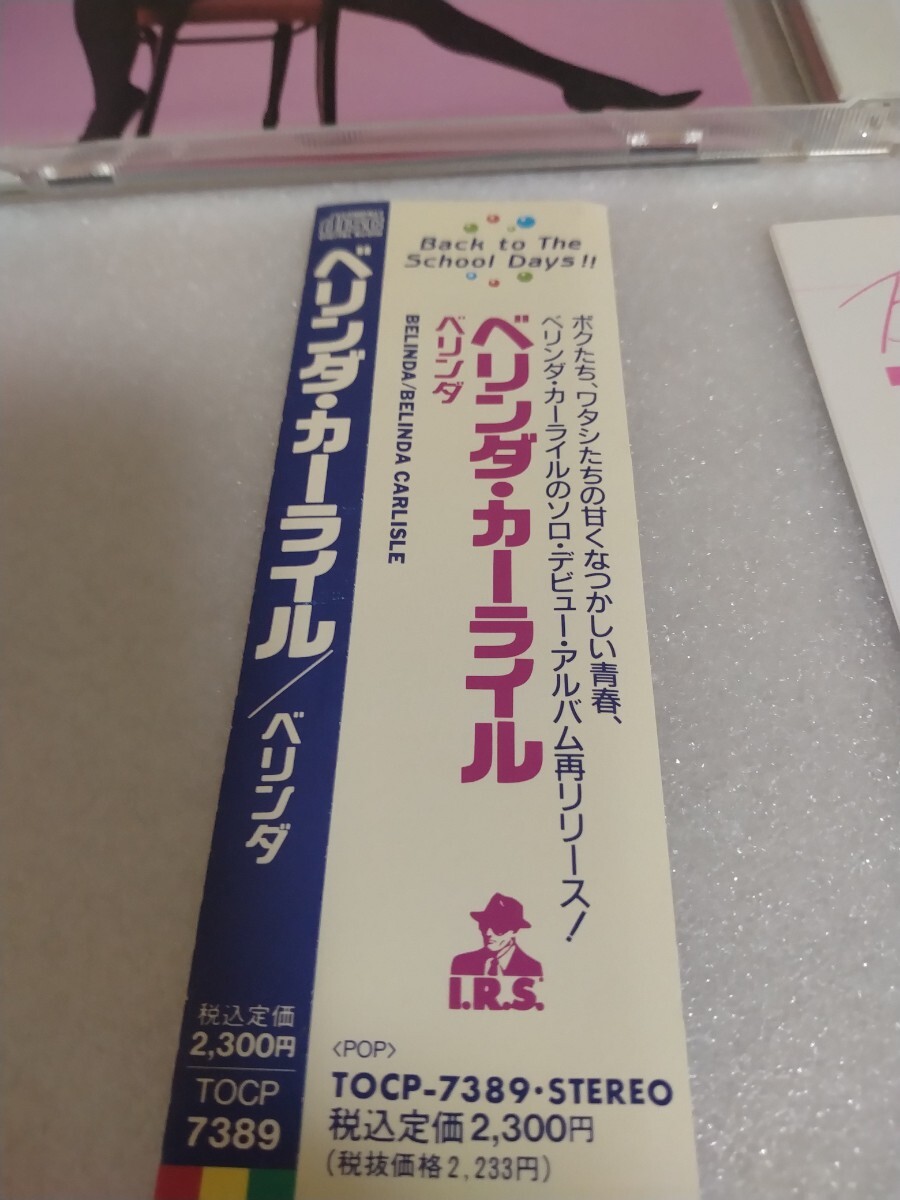 ベリンダ・カーライル/ベリンダ
税込定価
2,300円
TOCP
7389
Back to The
School Days!!
ボクたち、ワタシたちの甘くなつかしい青春、
ベリンダ・カーライルのソロ・デビュー・アルバム再リリース!
ベリンダ・カーライル
ベリンダ
BELINDA/BELINDA CARLISLE
I.R.S.
〈POP〉
TOCP-7389・STEREO
税込定価2,300円
(税抜価格2,233円)